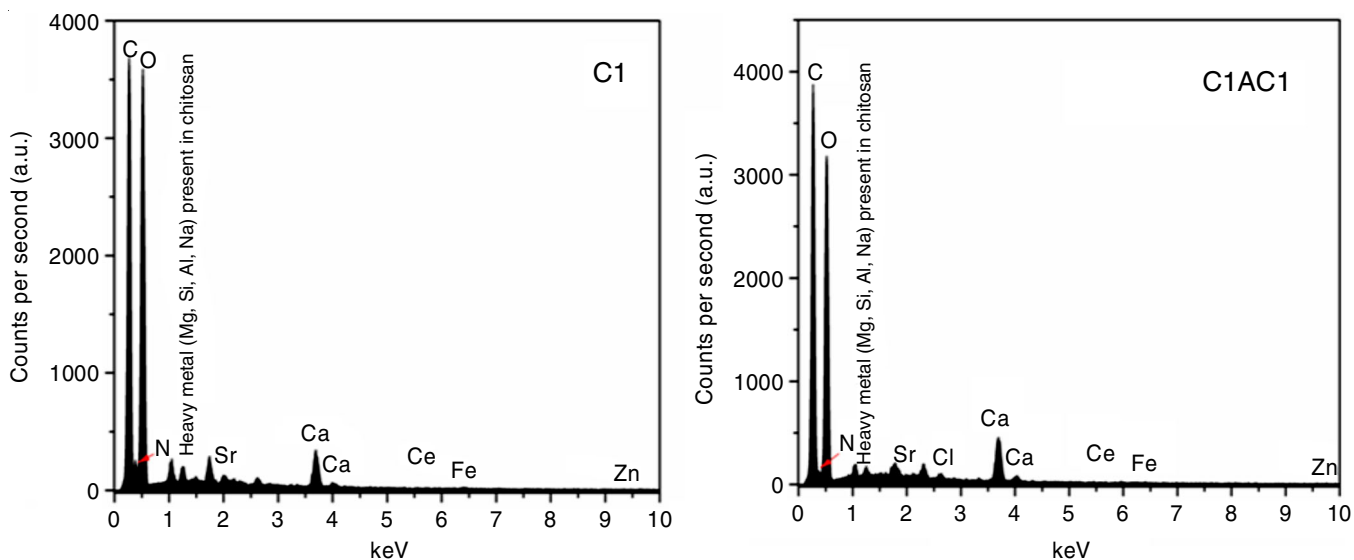 4000
3000
2000
1000
0
Counts per second (a.u.)
C
O
N
Heavy metal (Mg, Si, Al, Na) present in chitosan
Sr
Ca
Ca
Ce
Fe
Zn
C1
0 1 2 3 4 5 6 7 8 9 10
keV
4000
3000
2000
1000
0
Counts per second (a.u.)
C
O
N
Heavy metal (Mg, Si, Al, Na) present in chitosan
Sr
Cl
Ca
Ca
Ce
Fe
Zn
C1AC1
0 1 2 3 4 5 6 7 8 9 10
keV